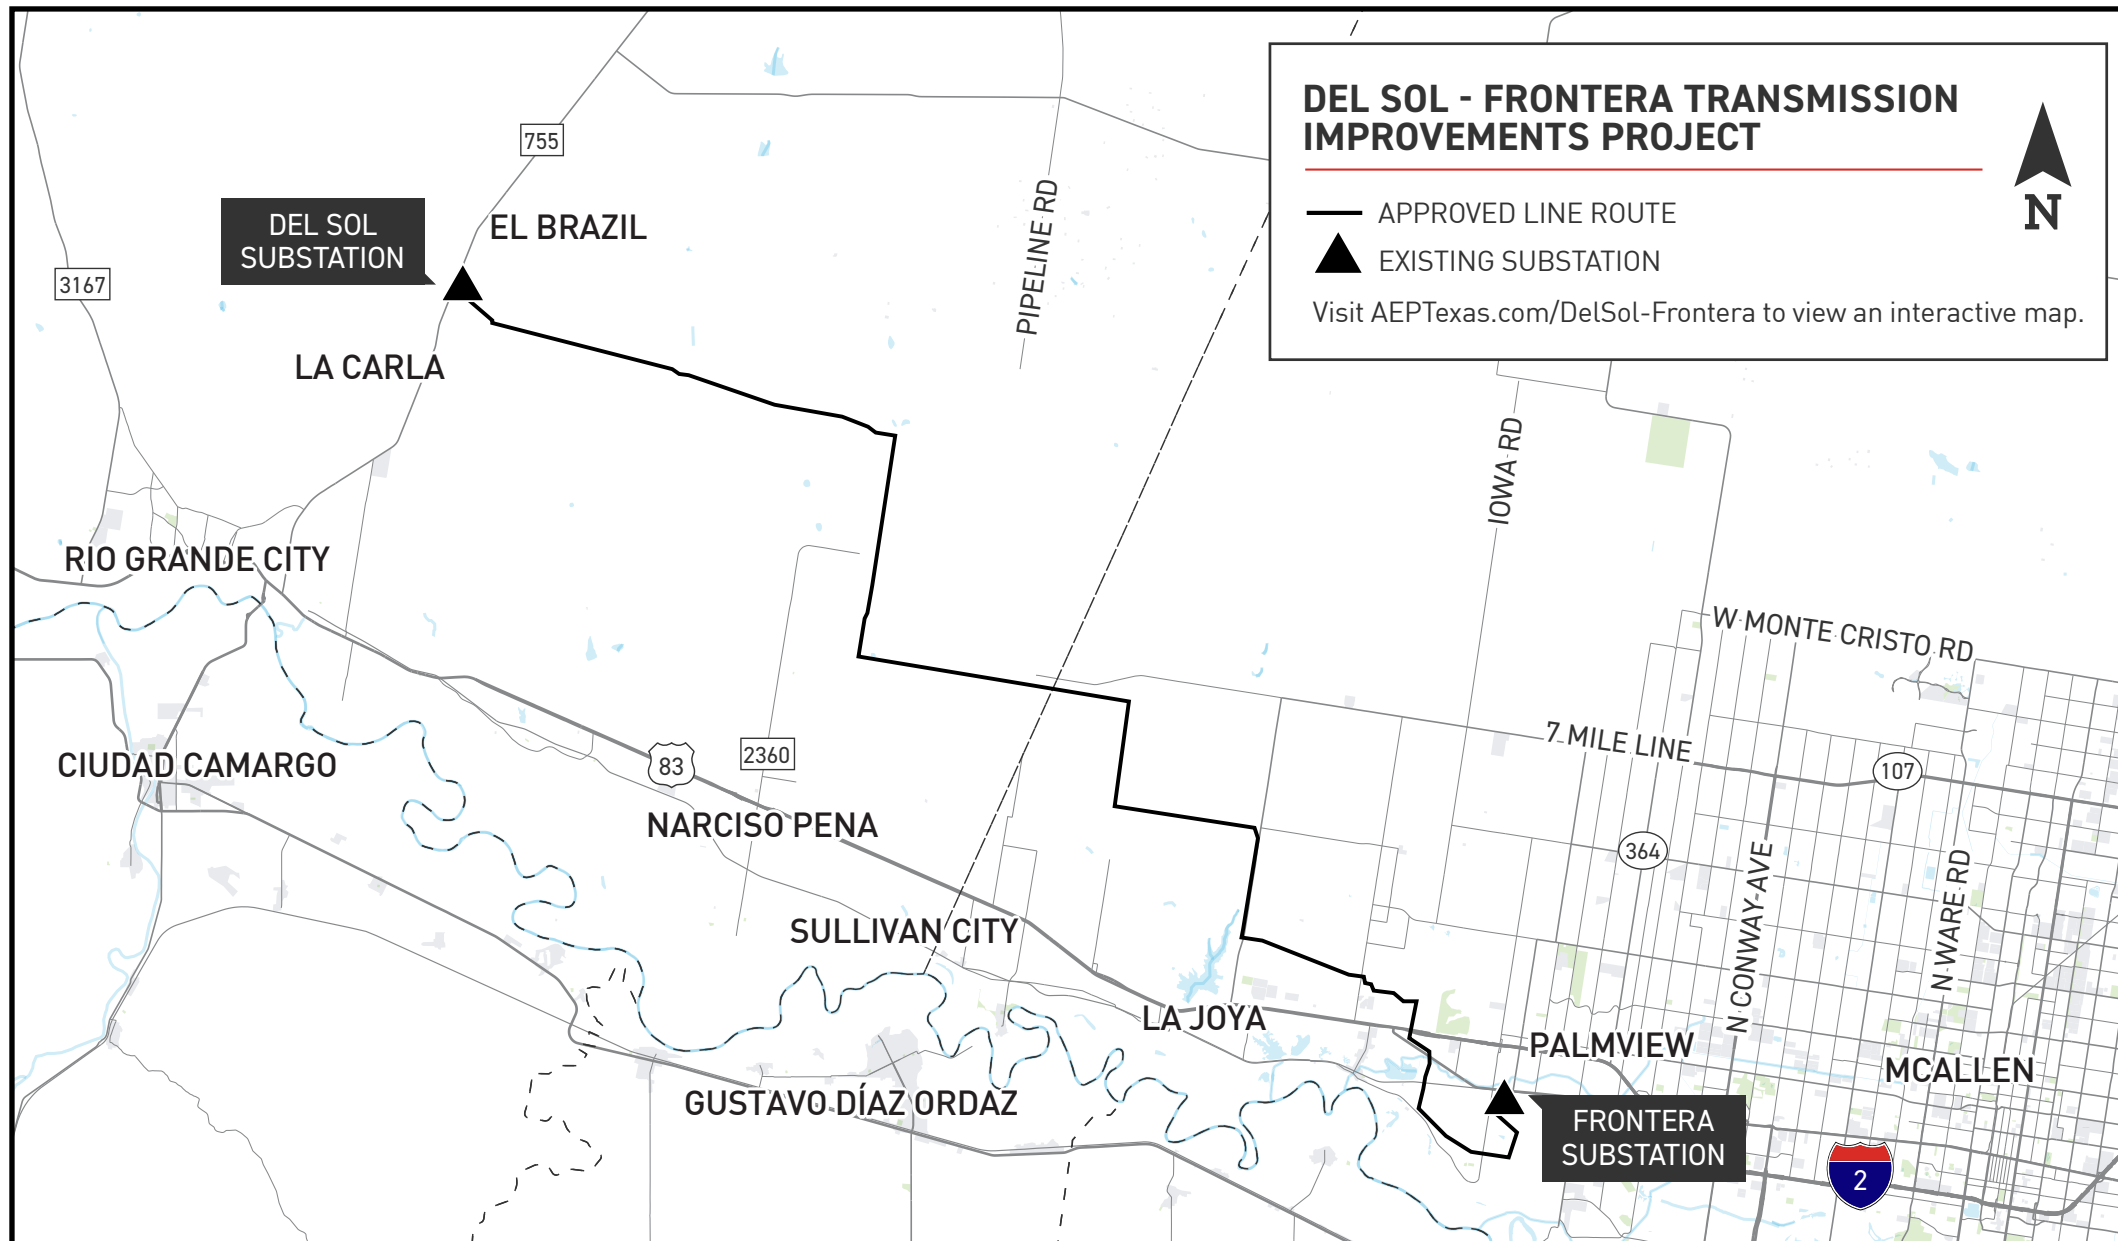 DEL SOL - FRONTERA TRANSMISSION
IMPROVEMENTS PROJECT
N
APPROVED LINE ROUTE
EXISTING SUBSTATION
Visit AEPTexas.com/DelSol-Frontera to view an interactive map.
755
DEL SOL
SUBSTATION
EL BRAZIL
3167
PIPELINE RD
LA CARLA
IOWA RD
RIO GRANDE CITY
W MONTE CRISTO RD
7 MILE LINE
CIUDAD CAMARGO
83
2360
107
NARCISO PENA
364
N CONWAY AVE
N WARE RD
SULLIVAN CITY
LA JOYA
PALMVIEW
MCALLEN
GUSTAVO DÍAZ ORDAZ
FRONTERA
SUBSTATION
2